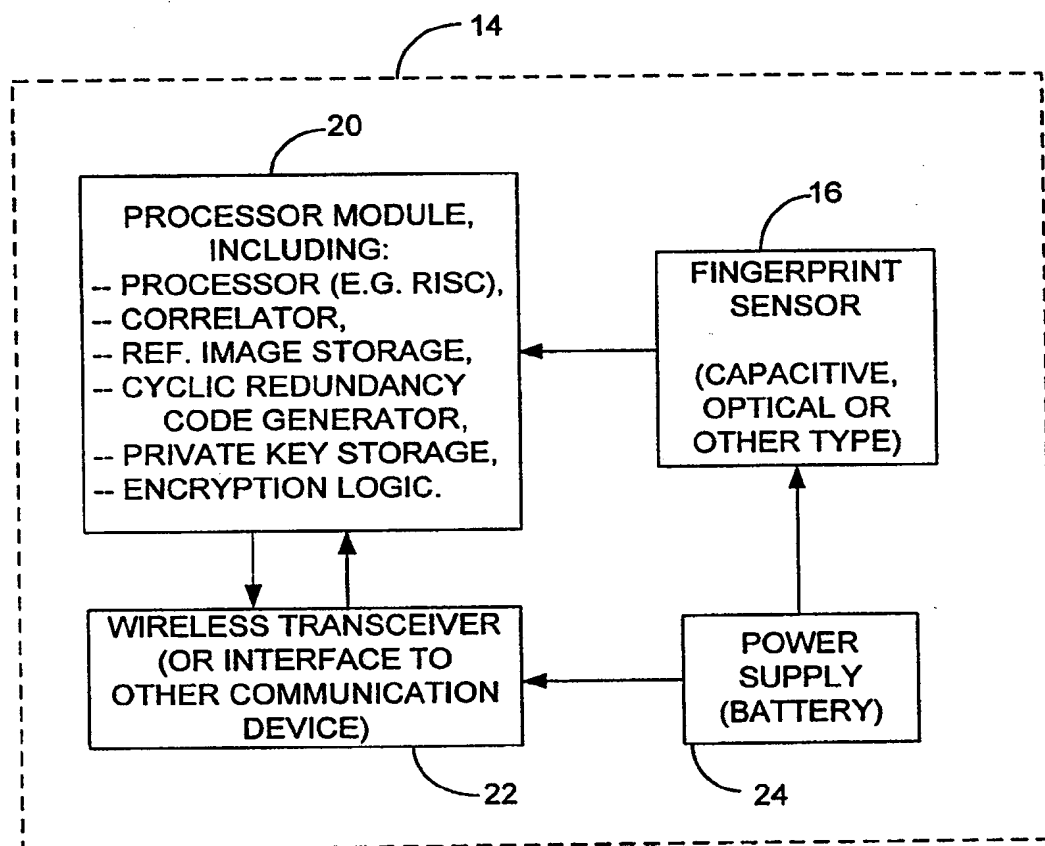 14
20
PROCESSOR MODULE,
INCLUDING:
-- PROCESSOR (E.G. RISC),
-- CORRELATOR,
-- REF. IMAGE STORAGE,
-- CYCLIC REDUNDANCY
CODE GENERATOR,
-- PRIVATE KEY STORAGE,
-- ENCRYPTION LOGIC.
16
FINGERPRINT
SENSOR
(CAPACITIVE,
OPTICAL OR
OTHER TYPE)
WIRELESS TRANSCEIVER
(OR INTERFACE TO
OTHER COMMUNICATION
DEVICE)
22
POWER
SUPPLY
(BATTERY)
24